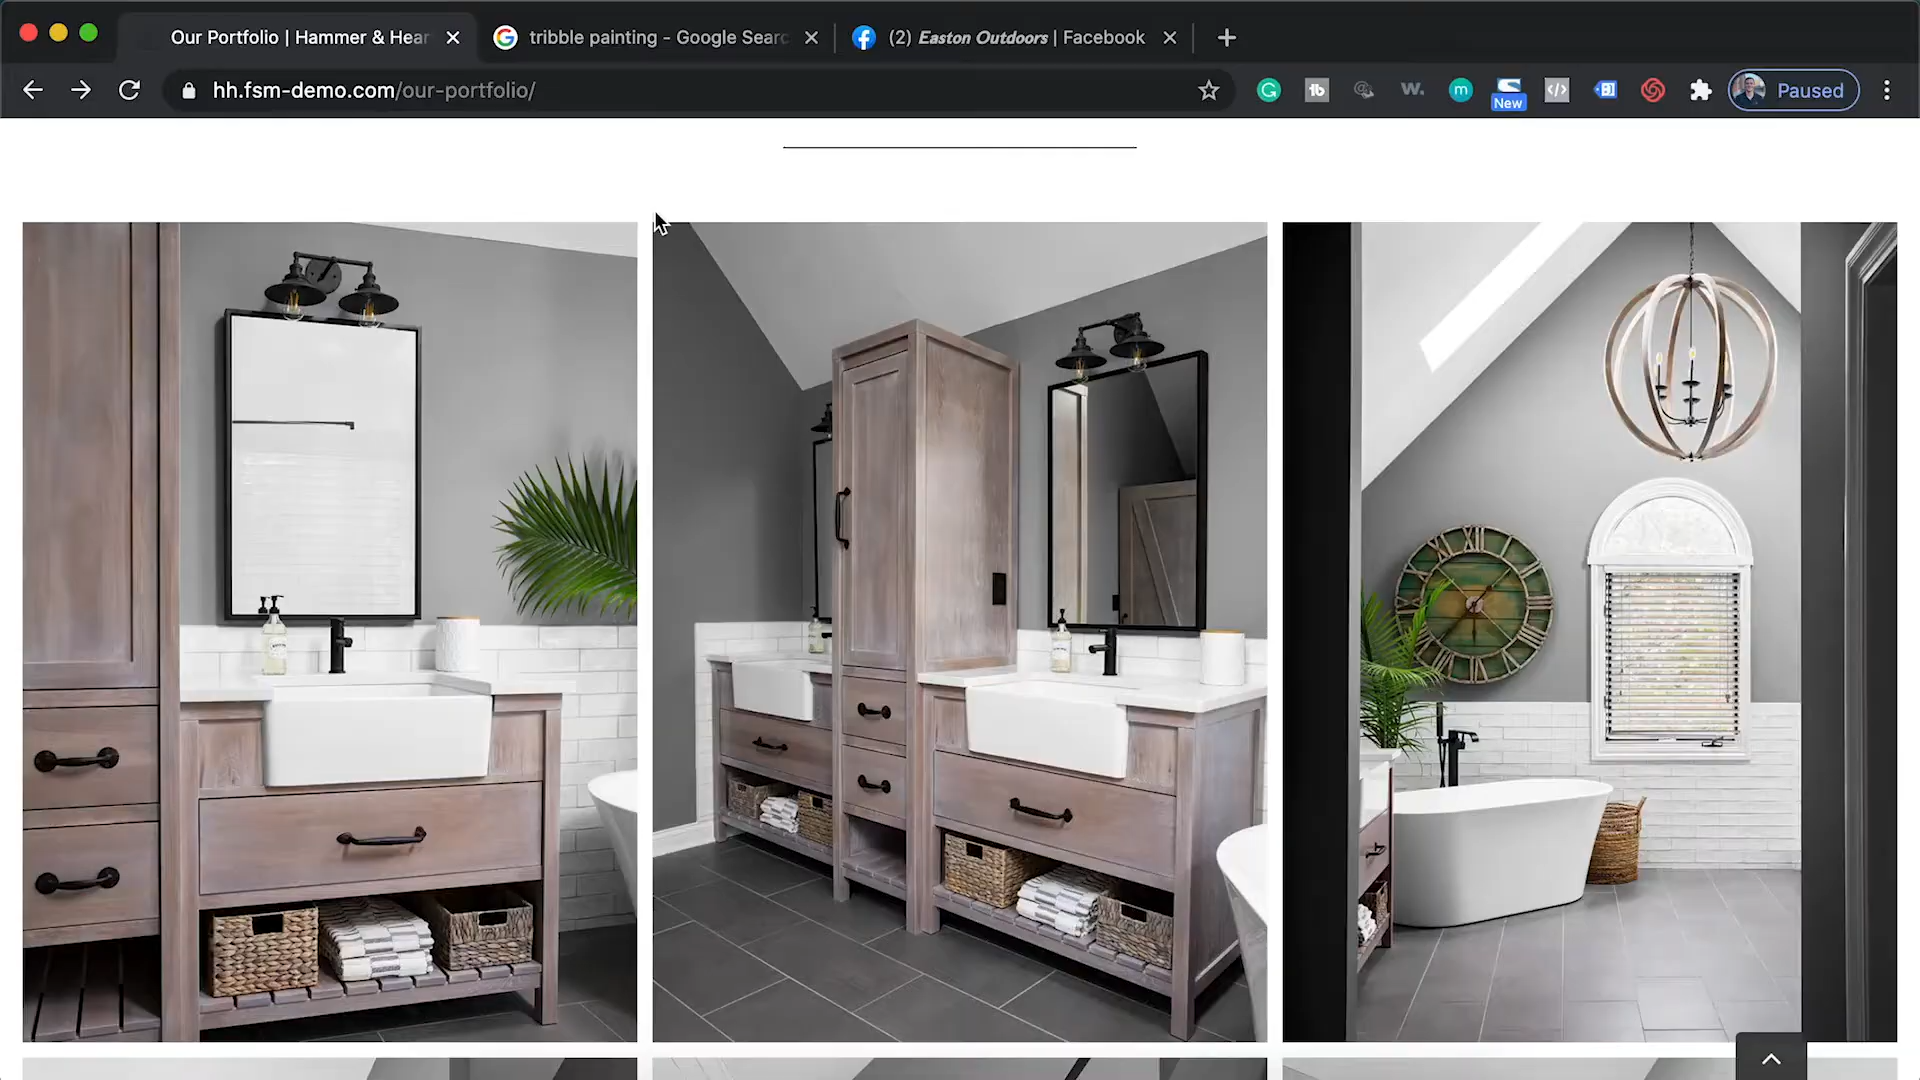 Our Portfolio | Hammer & Hear
tribble painting - Google Searc
(2) Easton Outdoors | Facebook
hh.fsm-demo.com/our-portfolio/
New
Paused